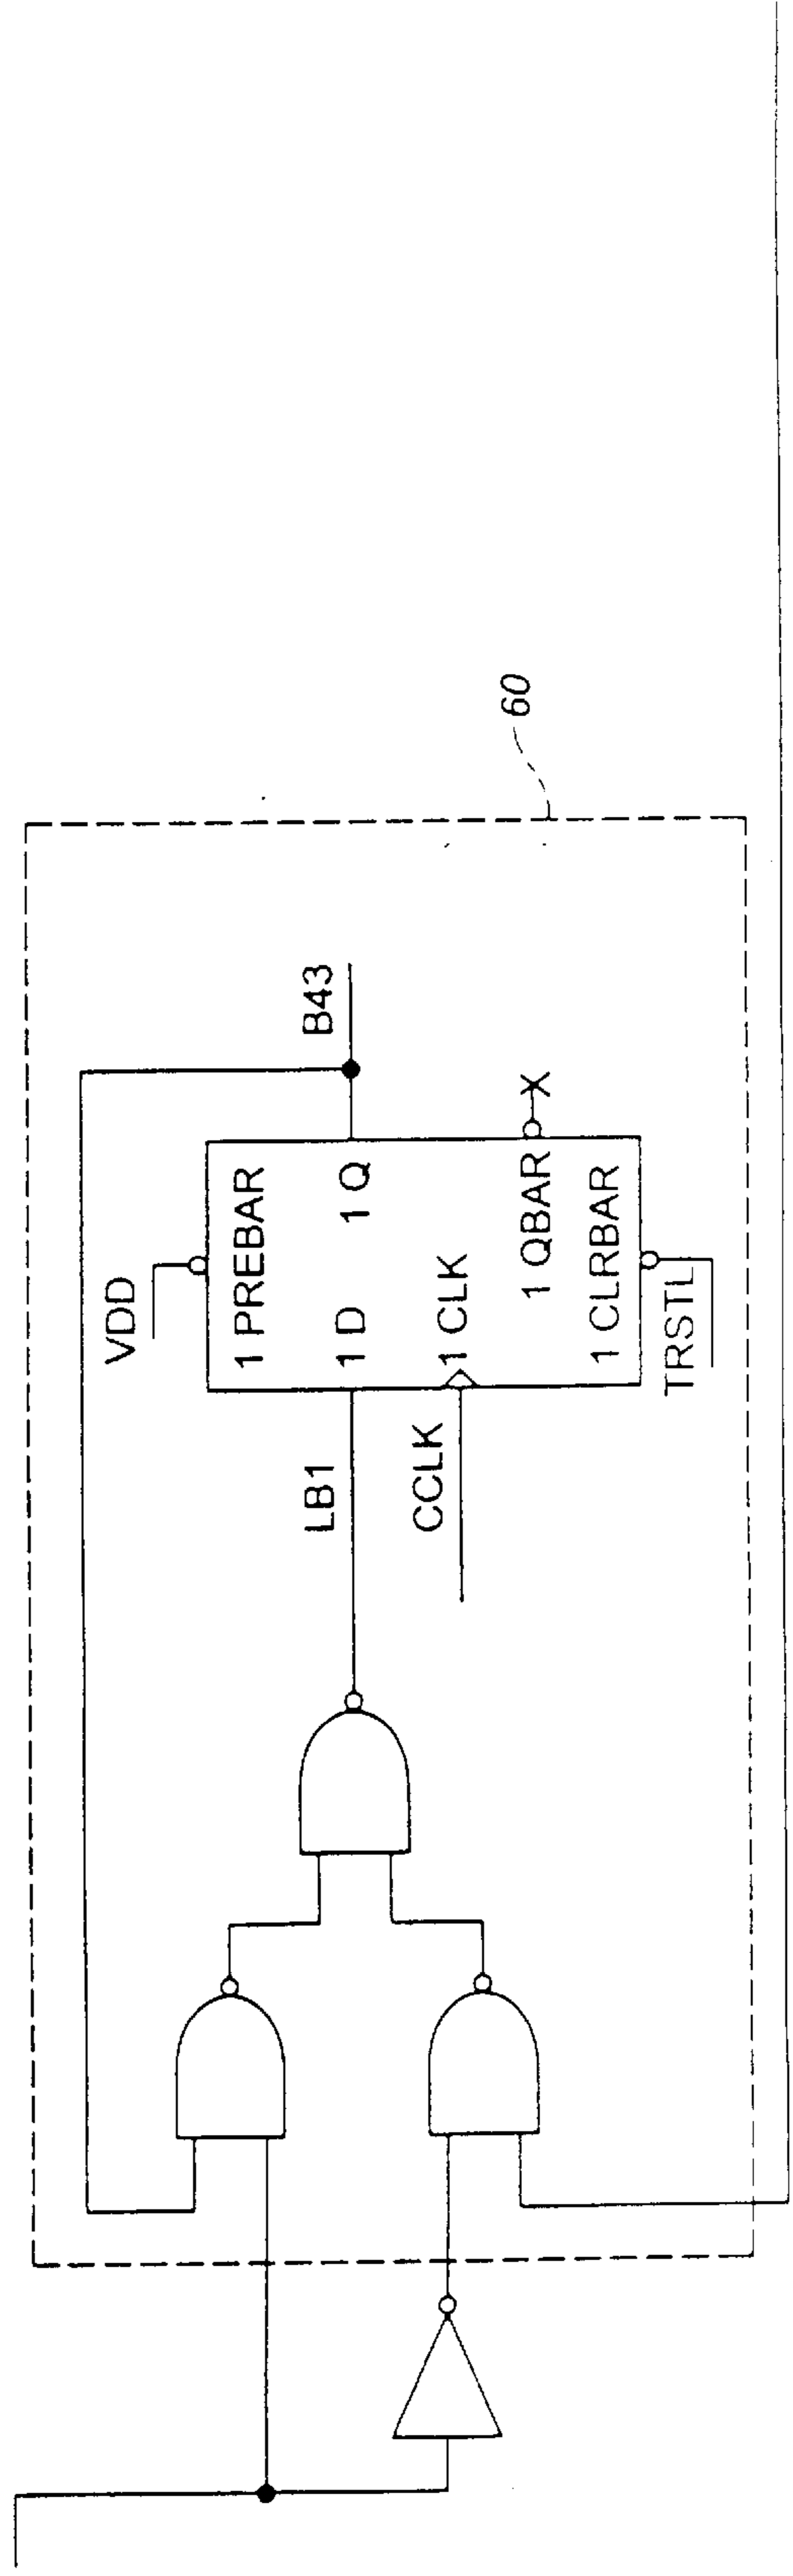 60
B43
VDD
1 PREBAR
1 D
1 Q
1 CLK
1 QBAR
1 CLRBAR
TRSTL
LB1
CCLK